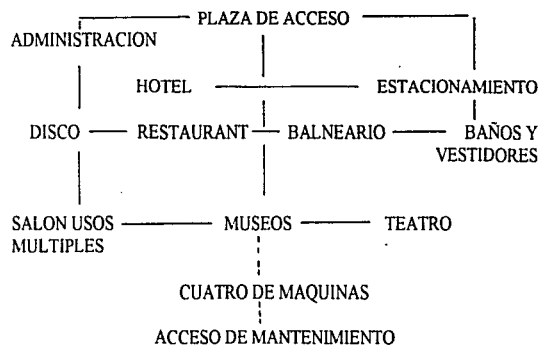 PLAZA DE ACCESO
ADMINISTRACION
HOTEL
ESTACIONAMIENTO
DISCO
RESTAURANT
BALNEARIO
BAÑOS Y
VESTIDORES
SALON USOS
MULTIPLES
MUSEOS
TEATRO
CUATRO DE MAQUINAS
ACCESO DE MANTENIMIENTO